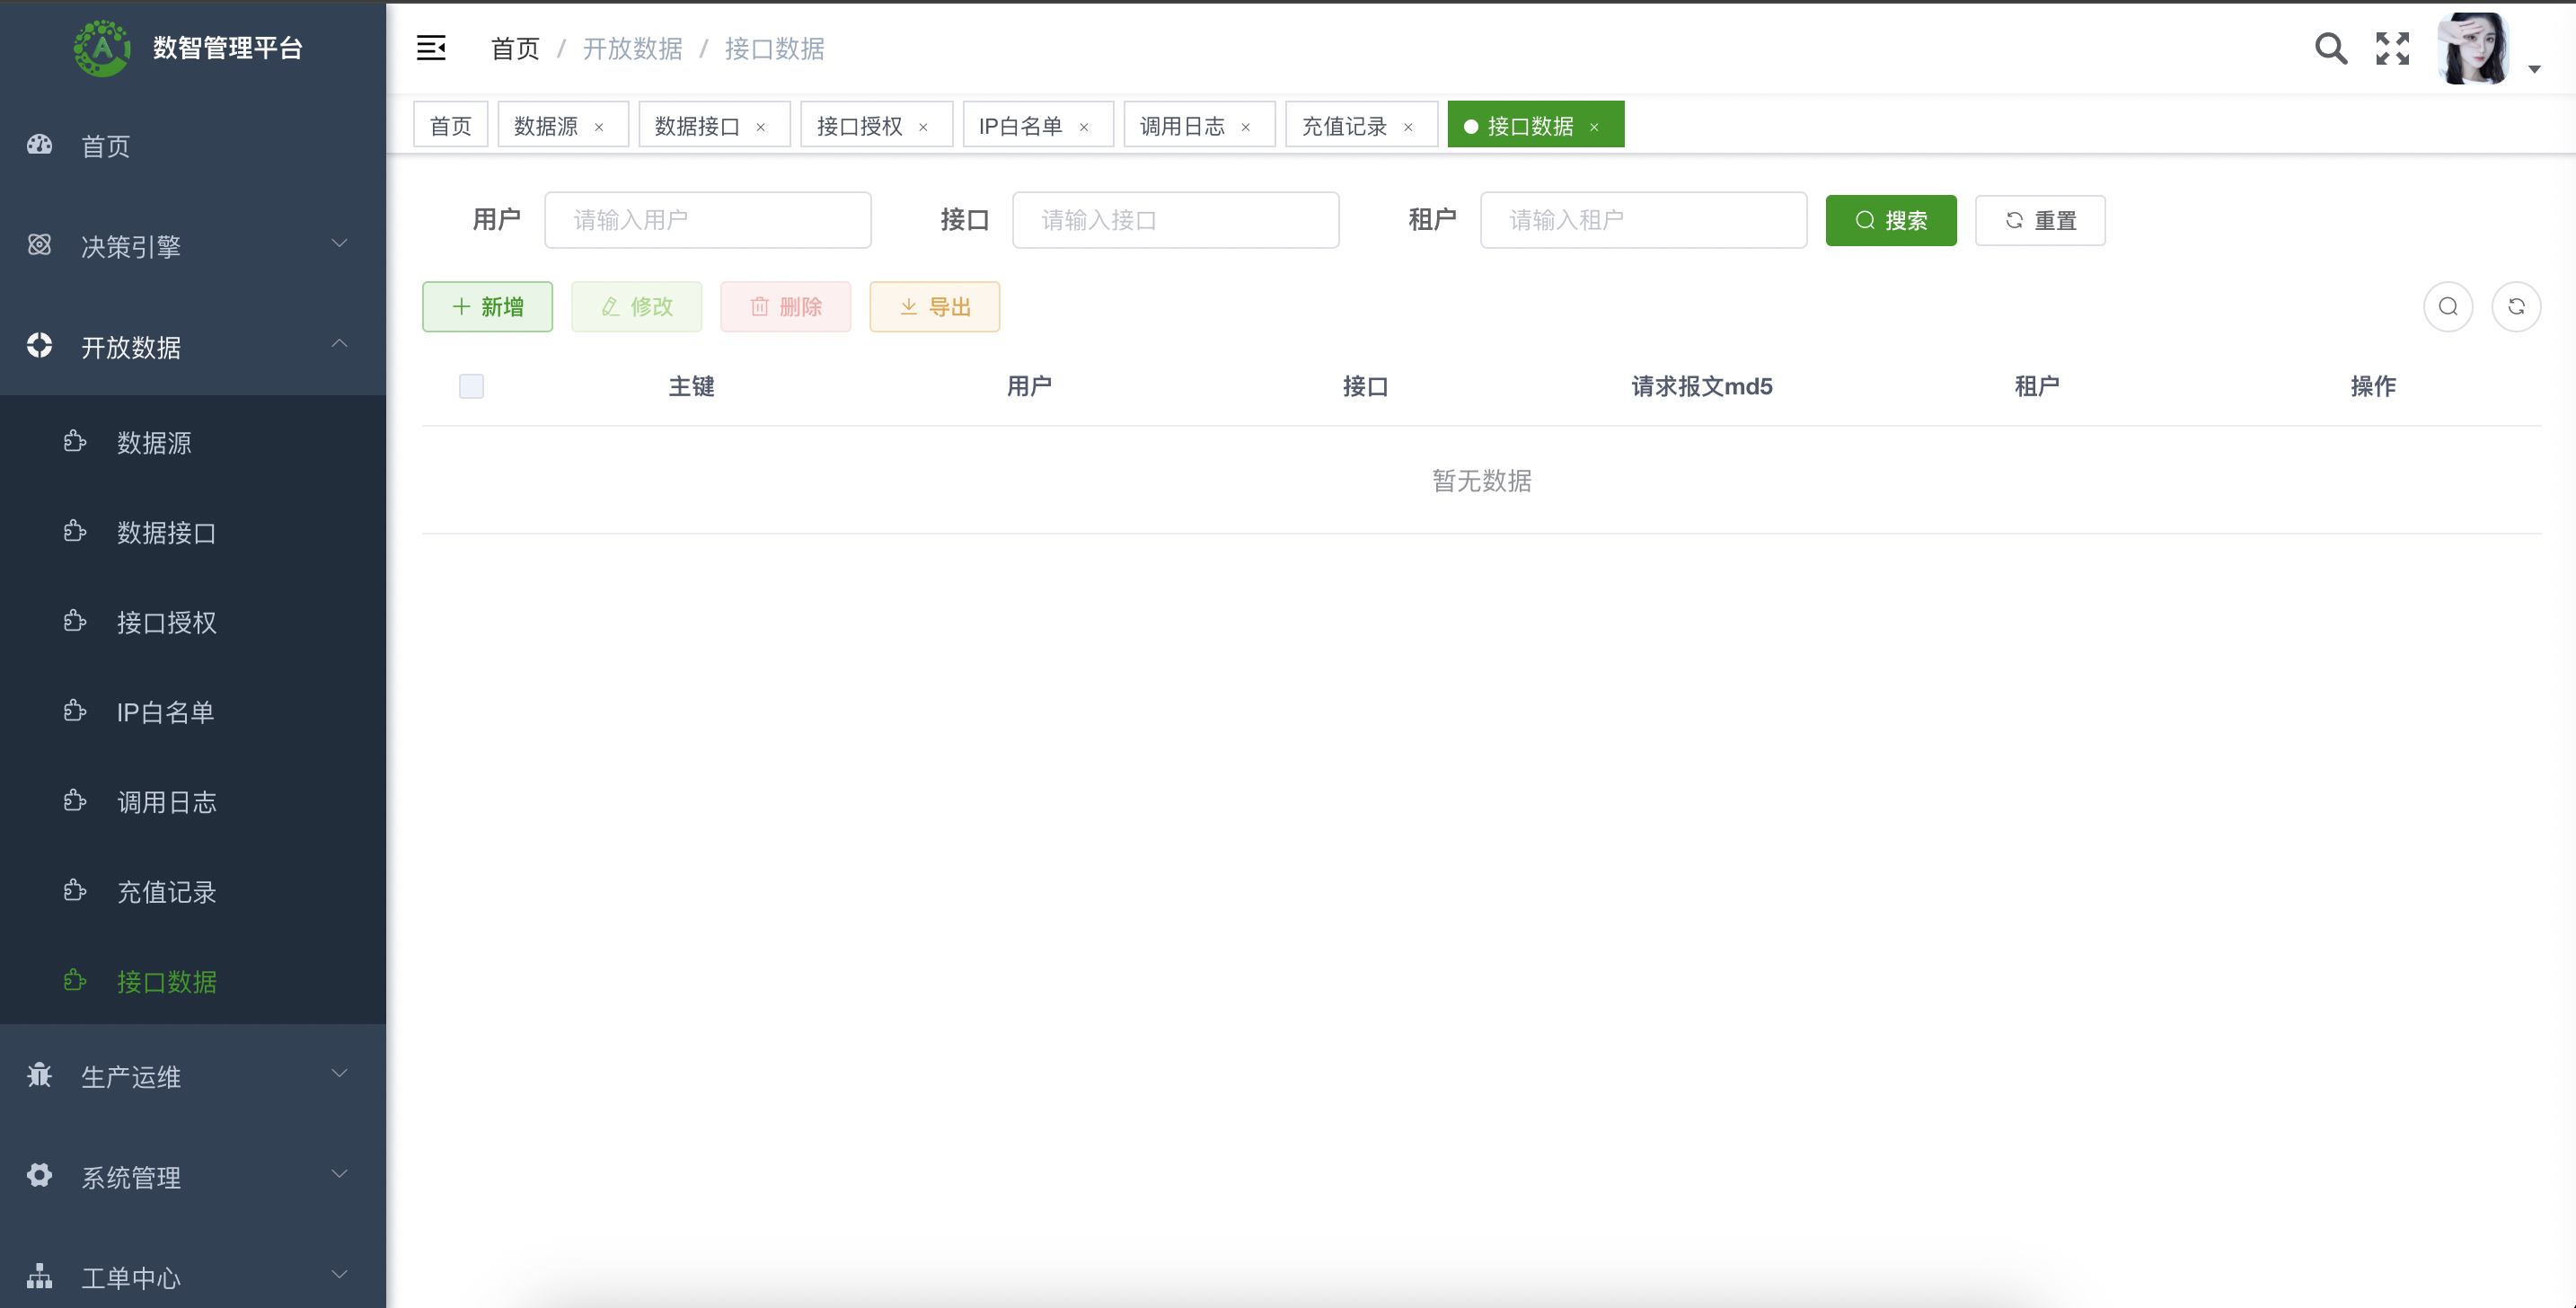 数智管理平台
首页
决策引擎
开放数据
数据源
数据接口
接口授权
IP白名单
调用日志
充值记录
接口数据
生产运维
系统管理
工单中心
首页 / 开放数据 / 接口数据
首页 数据源 × 数据接口 × 接口授权 × IP白名单 × 调用日志 × 充值记录 × 接口数据 ×
用户 请输入用户 接口 请输入接口 租户 请输入租户 搜索 重置
新增 修改 删除 导出
主键 用户 接口 请求报文md5 租户 操作
暂无数据